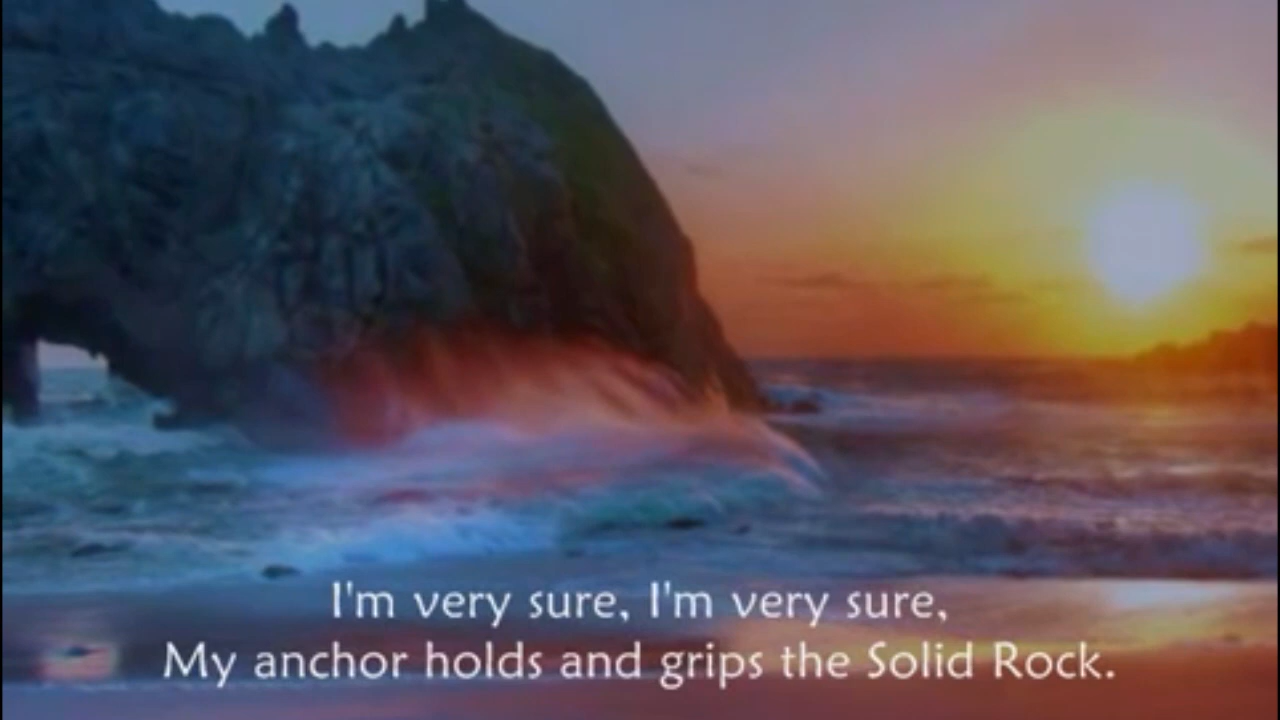 I'm very sure, I'm very sure,
My anchor holds and grips the Solid Rock.